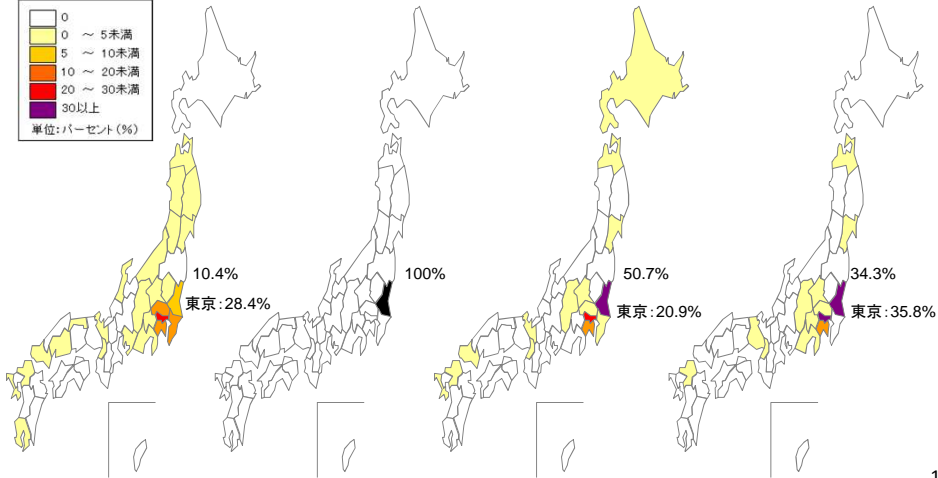 0
0 ～ 5未満
5 ～ 10未満
10 ～ 20未満
20 ～ 30未満
30以上
単位:パーセント(%)
10.4%
東京:28.4%
100%
50.7%
東京:20.9%
34.3%
東京:35.8%
1